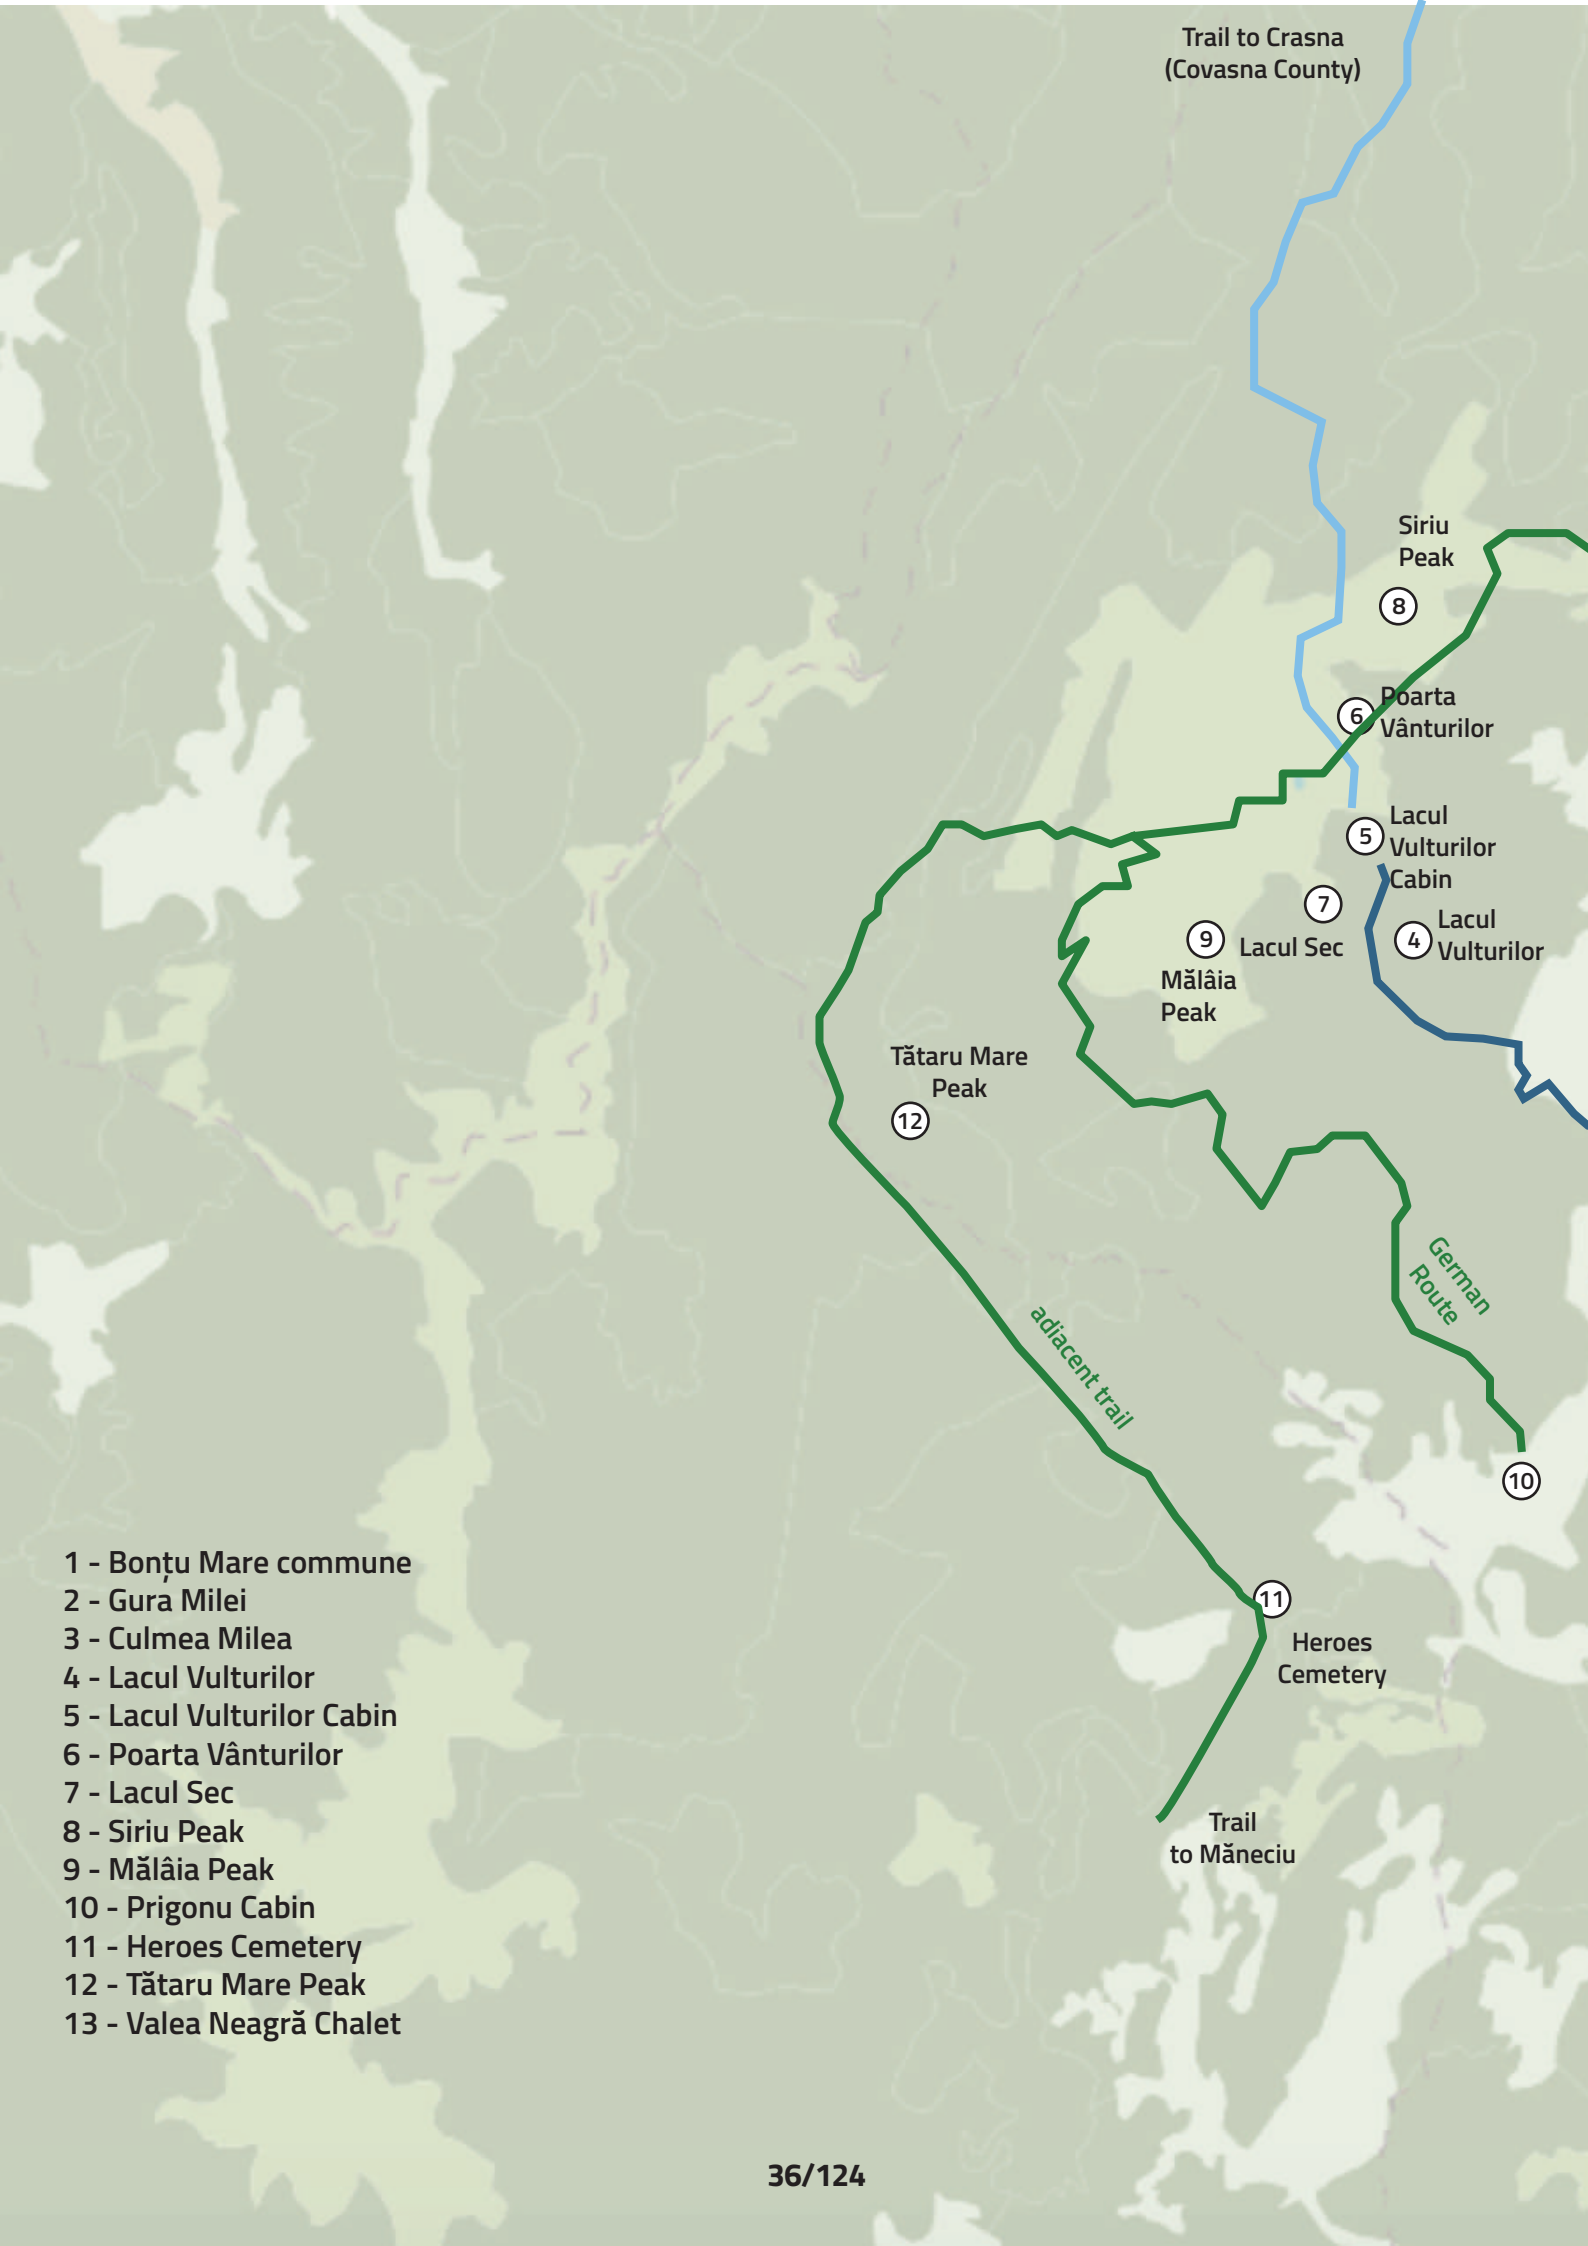 Trail to Crasna
(Covasna County)
Siriu
Peak
8
6
Poarta
Vânturilor
5
Lacul
Vulturilor
Cabin
7
Lacul Sec
4
Lacul
Vulturilor
9
Mălâia
Peak
Tătaru Mare
Peak
12
German
Route
adiacent trail
10
11
Heroes
Cemetery
Trail
to Măneciu
1 - Bonțu Mare commune
2 - Gura Milei
3 - Culmea Milea
4 - Lacul Vulturilor
5 - Lacul Vulturilor Cabin
6 - Poarta Vânturilor
7 - Lacul Sec
8 - Siriu Peak
9 - Mălâia Peak
10 - Prigonu Cabin
11 - Heroes Cemetery
12 - Tătaru Mare Peak
13 - Valea Neagră Chalet
36/124